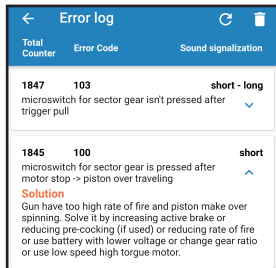 Error log
Total Counter Error Code Sound signalization
1847 103 short - long
microswitch for sector gear isn't pressed after
trigger pull
1845 100 short
microswitch for sector gear is pressed after
motor stop -> piston over traveling
Solution
Gun have too high rate of fire and piston make over
spinning. Solve it by increasing active brake or
reducing pre-cocking (if used) or reducing rate of fire
or use battery with lower voltage or change gear ratio
or use low speed high torque motor.